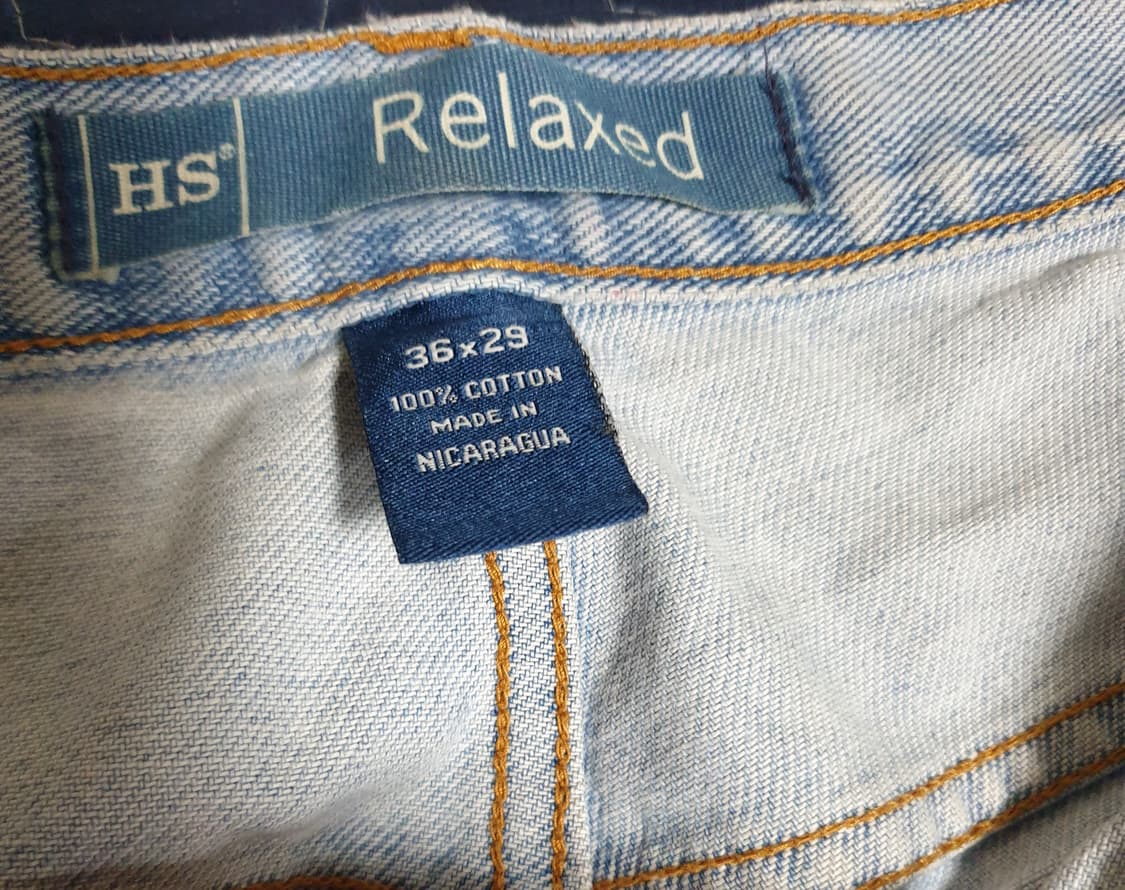 HS® Relaxed
36x29
100% COTTON
MADE IN
NICARAGUA